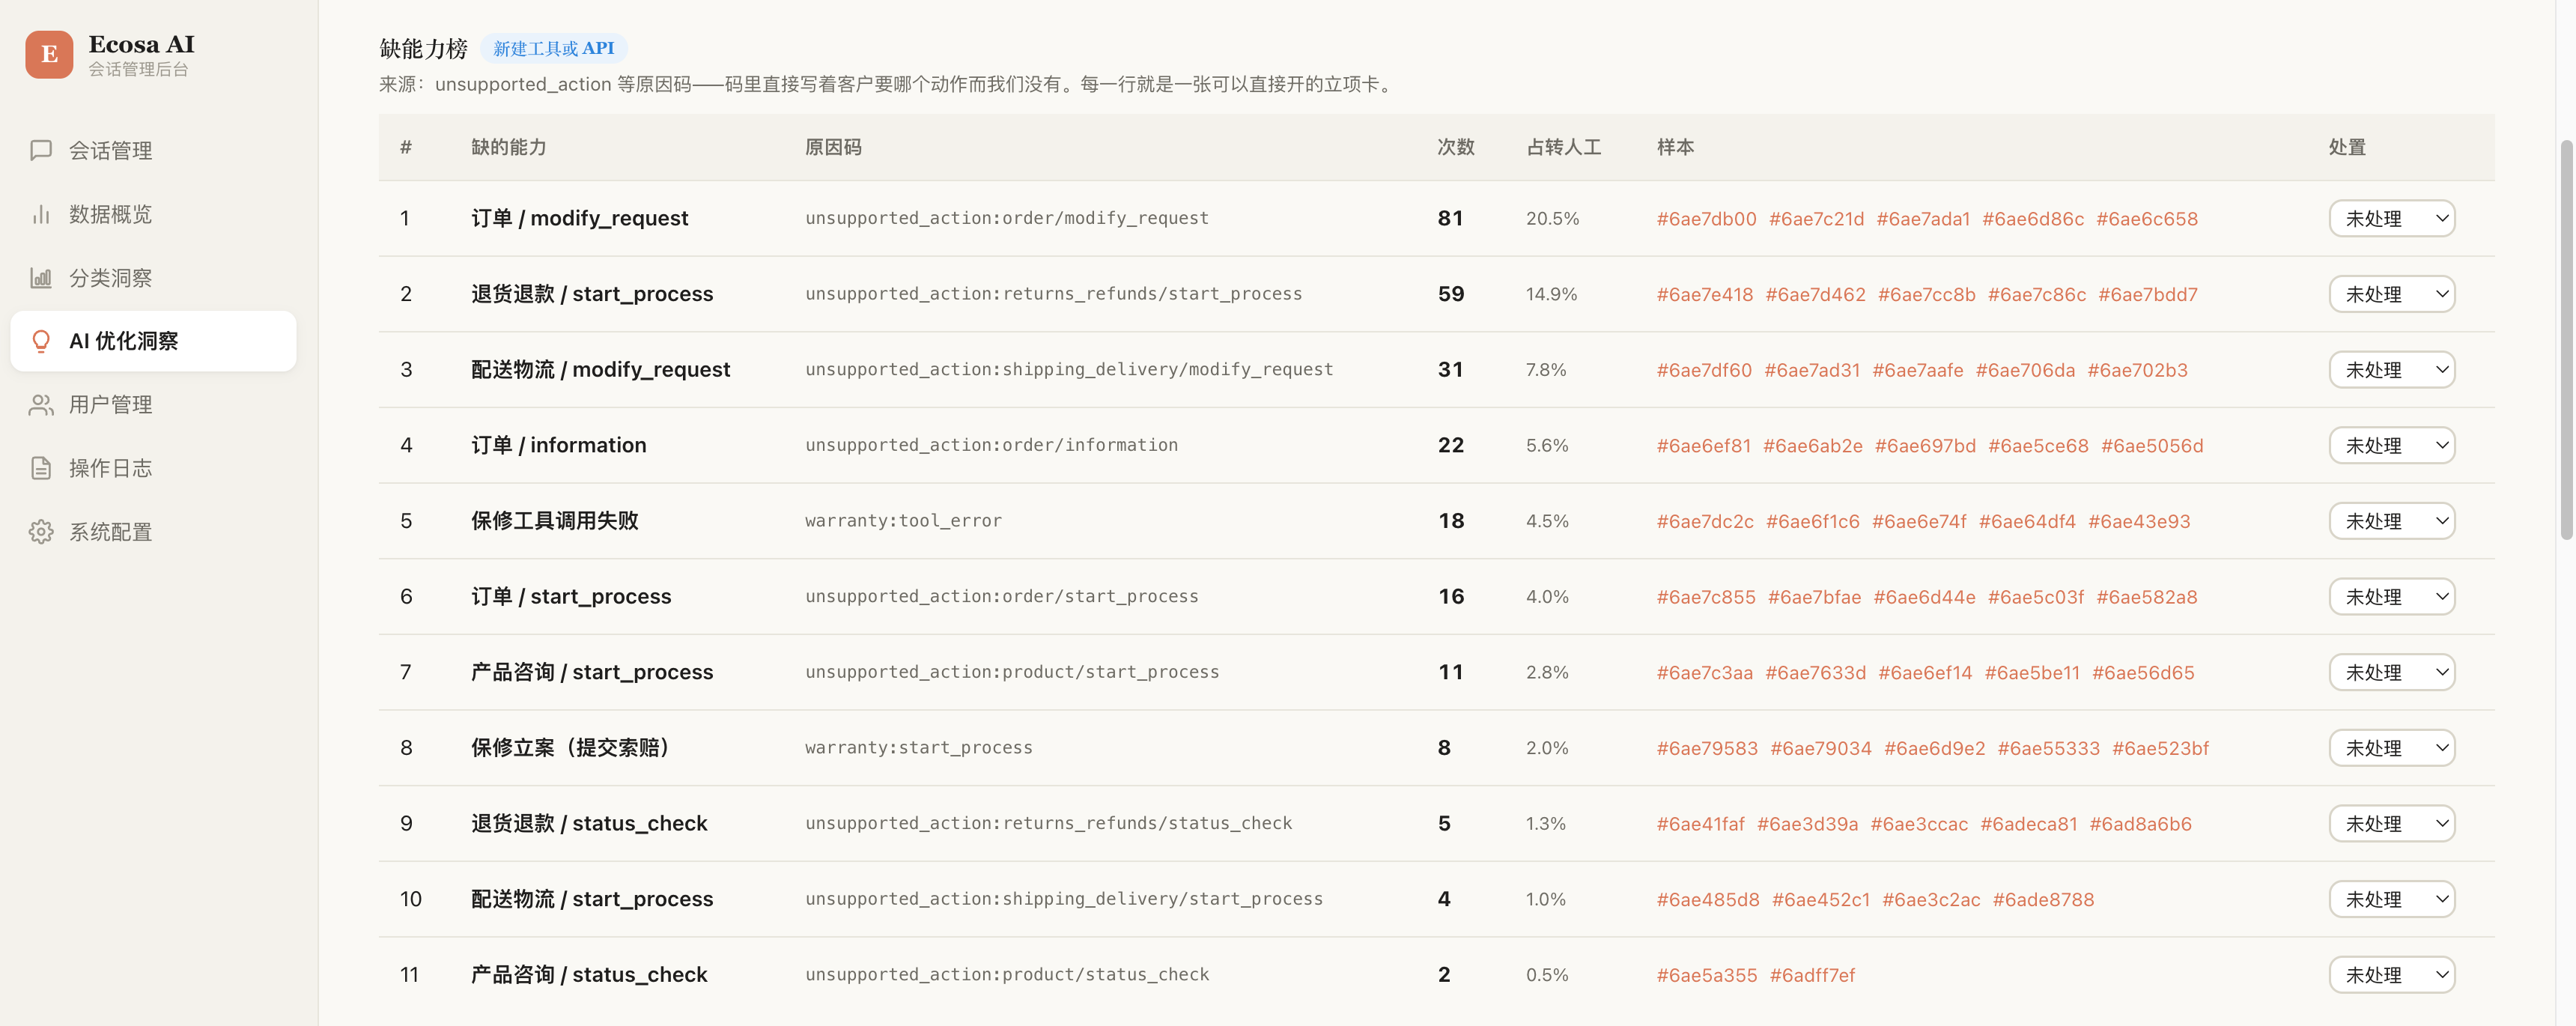 E
Ecosa AI
会话管理后台
会话管理
数据概览
分类洞察
AI 优化洞察
用户管理
操作日志
系统配置
缺能力榜 新建工具或 API
来源：unsupported_action 等原因码——码里直接写着客户要哪个动作而我们没有。每一行就是一张可以直接开的立项卡。
# 缺的能力 原因码 次数 占转人工 样本 处置
1 订单 / modify_request unsupported_action:order/modify_request 81 20.5% #6ae7db00 #6ae7c21d #6ae7ada1 #6ae6d86c #6ae6c658 未处理
2 退货退款 / start_process unsupported_action:returns_refunds/start_process 59 14.9% #6ae7e418 #6ae7d462 #6ae7cc8b #6ae7c86c #6ae7bdd7 未处理
3 配送物流 / modify_request unsupported_action:shipping_delivery/modify_request 31 7.8% #6ae7df60 #6ae7ad31 #6ae7aafe #6ae706da #6ae702b3 未处理
4 订单 / information unsupported_action:order/information 22 5.6% #6ae6ef81 #6ae6ab2e #6ae697bd #6ae5ce68 #6ae5056d 未处理
5 保修工具调用失败 warranty:tool_error 18 4.5% #6ae7dc2c #6ae6f1c6 #6ae6e74f #6ae64df4 #6ae43e93 未处理
6 订单 / start_process unsupported_action:order/start_process 16 4.0% #6ae7c855 #6ae7bfae #6ae6d44e #6ae5c03f #6ae582a8 未处理
7 产品咨询 / start_process unsupported_action:product/start_process 11 2.8% #6ae7c3aa #6ae7633d #6ae6ef14 #6ae5be11 #6ae56d65 未处理
8 保修立案（提交索赔） warranty:start_process 8 2.0% #6ae79583 #6ae79034 #6ae6d9e2 #6ae55333 #6ae523bf 未处理
9 退货退款 / status_check unsupported_action:returns_refunds/status_check 5 1.3% #6ae41faf #6ae3d39a #6ae3ccac #6adeca81 #6ad8a6b6 未处理
10 配送物流 / start_process unsupported_action:shipping_delivery/start_process 4 1.0% #6ae485d8 #6ae452c1 #6ae3c2ac #6ade8788 未处理
11 产品咨询 / status_check unsupported_action:product/status_check 2 0.5% #6ae5a355 #6adff7ef 未处理